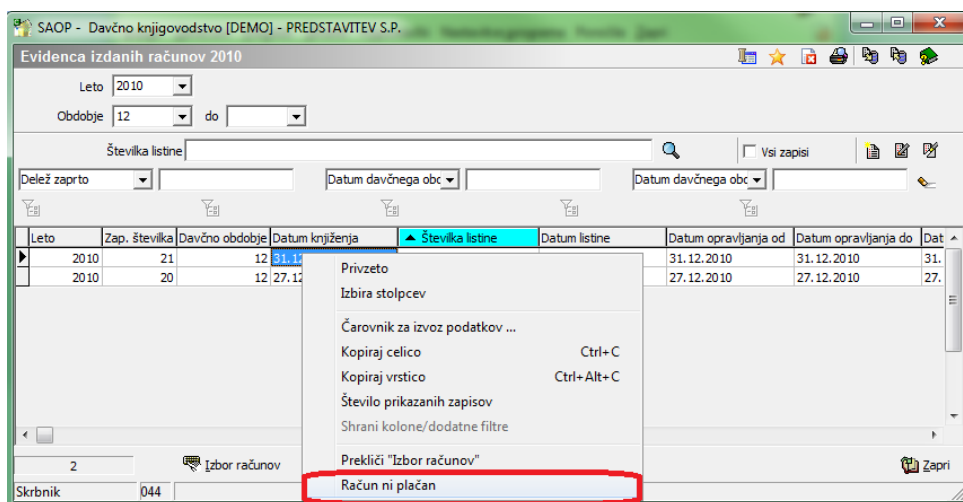 SAOP - Davčno knjigovodstvo [DEMO] - PREDSTAVITEV S.P.
Evidenca izdanih računov 2010
Leto 2010
Obdobje 12 do
Številka listine Vsi zapisi
Delež zaprto Datum davčnega obd Datum davčnega obd
Leto Zap. številka Davčno obdobje Datum knjiženja Številka listine Datum listine Datum opravljanja od Datum opravljanja do Dat
2010 21 12 31.12 31.12.2010 31.12.2010 31.
2010 20 12 27.12 27.12.2010 27.12.2010 27.
Privzeto
Izbira stolpcev
Čarovnik za izvoz podatkov ...
Kopiraj celico Ctrl+C
Kopiraj vrstico Ctrl+Alt+C
Število prikazanih zapisov
Shrani kolone/dodatne filtre
Prekliči "Izbor računov"
Račun ni plačan
2 Izbor računov Zapri
Skrbnik 044